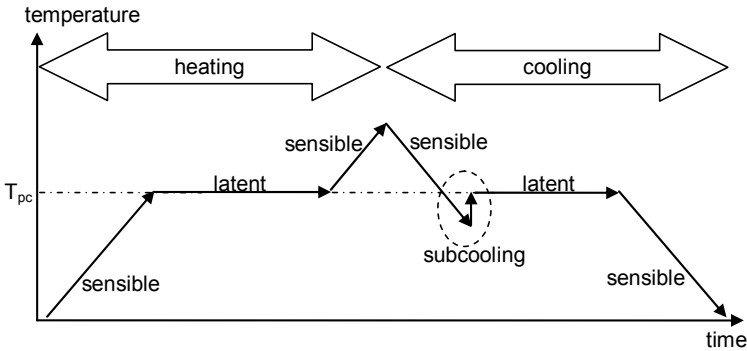 temperature
heating
cooling
sensible
sensible
T_pc
latent
latent
subcooling
sensible
sensible
time